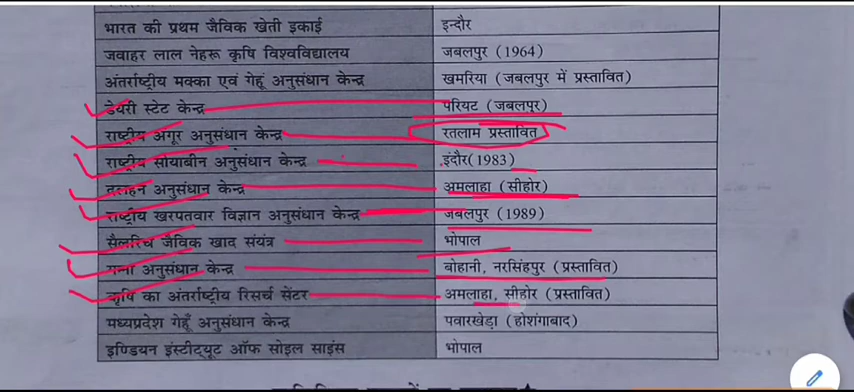 भारत की प्रथम जैविक खेती इकाई इन्दौर
जवाहर लाल नेहरू कृषि विश्वविद्यालय जबलपुर (1964)
अंतर्राष्ट्रीय मक्का एवं गेहूं अनुसंधान केन्द्र खमरिया (जबलपुर में प्रस्तावित)
डेयरी स्टेट केन्द्र परियट (जबलपुर)
राष्ट्रीय अंगूर अनुसंधान केन्द्र रतलाम प्रस्तावित
राष्ट्रीय सोयाबीन अनुसंधान केन्द्र इंदौर(1983)
दलहन अनुसंधान केन्द्र अमलाहा (सीहोर)
राष्ट्रीय खरपतवार विज्ञान अनुसंधान केन्द्र जबलपुर (1989)
सैलरिच जैविक खाद संयंत्र भोपाल
गन्ना अनुसंधान केन्द्र बोहानी, नरसिंहपुर (प्रस्तावित)
कृषि का अंतर्राष्ट्रीय रिसर्च सेंटर अमलाहा, सीहोर (प्रस्तावित)
मध्यप्रदेश गेहूँ अनुसंधान केन्द्र पवारखेड़ा (होशंगाबाद)
इण्डियन इंस्टीट्यूट ऑफ सोइल साइंस भोपाल